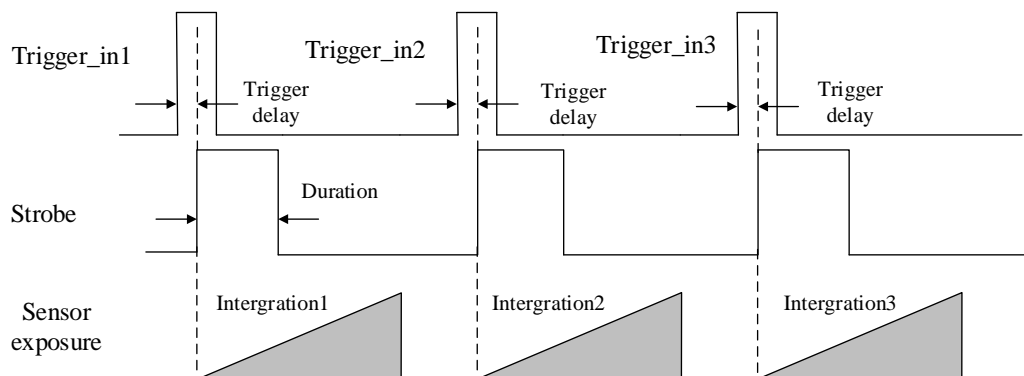 Trigger_in1
Trigger_in2
Trigger_in3
Trigger
delay
Trigger
delay
Trigger
delay
Strobe
Duration
Sensor
exposure
Intergration1
Intergration2
Intergration3